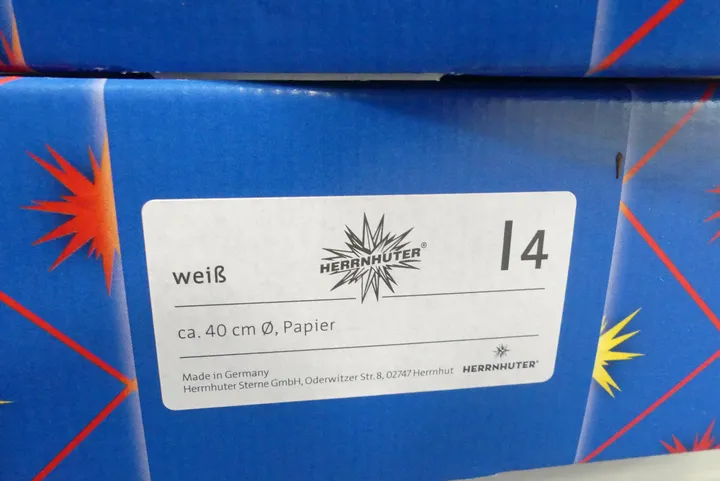 weiß
HERRNHUTER®
I4
ca. 40 cm Ø, Papier
Made in Germany
Herrnhuter Sterne GmbH, Oderwitzer Str. 8, 02747 Herrnhut
HERRNHUTER®